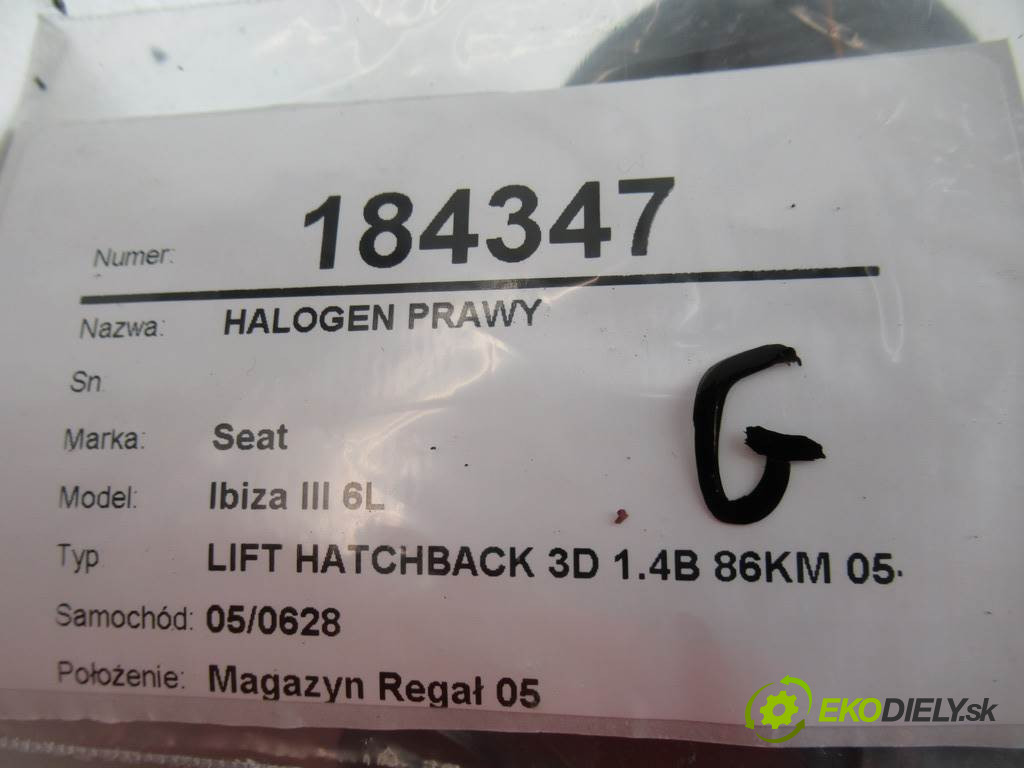 Numer: 184347
Nazwa: HALOGEN PRAWY
Sn
Marka: Seat
Model: Ibiza III 6L
Typ LIFT HATCHBACK 3D 1.4B 86KM 05-
Samochód: 05/0628
Położenie: Magazyn Regał 05
G
EKODIELY.sk